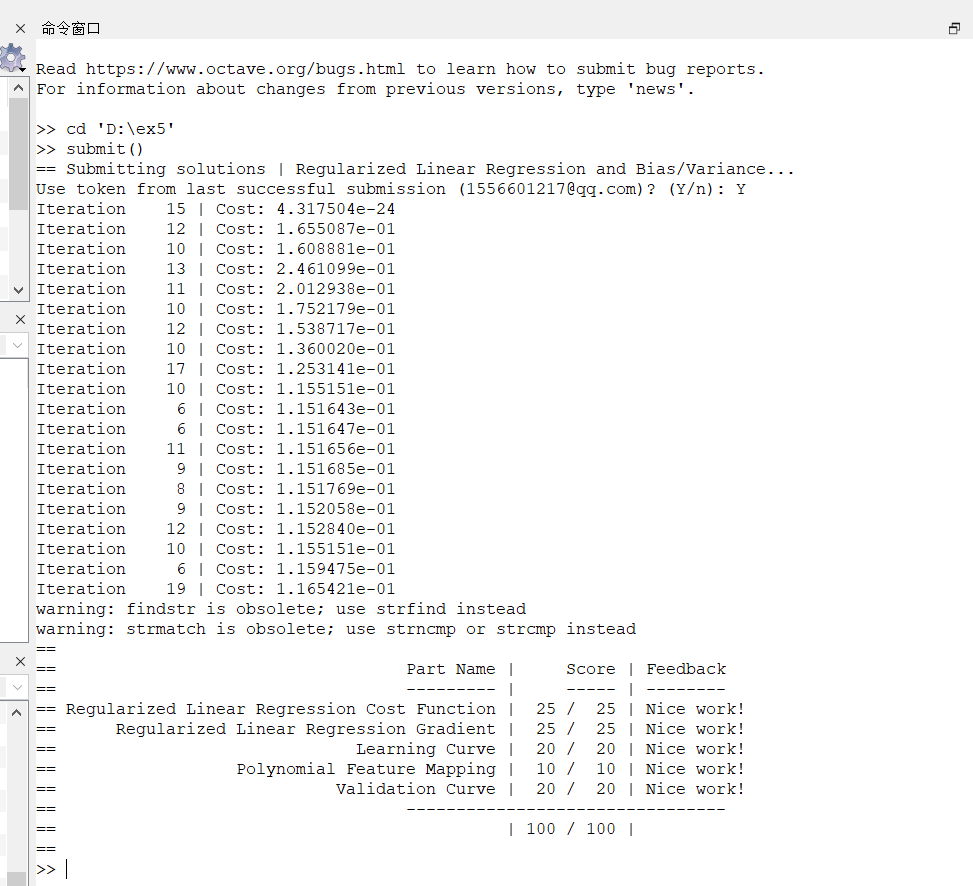 命令窗口
Read https://www.octave.org/bugs.html to learn how to submit bug reports.
For information about changes from previous versions, type 'news'.
>> cd 'D:\ex5'
>> submit()
== Submitting solutions | Regularized Linear Regression and Bias/Variance...
Use token from last successful submission (1556601217@qq.com)? (Y/n): Y
Iteration    15 | Cost: 4.317504e-24
Iteration    12 | Cost: 1.655087e-01
Iteration    10 | Cost: 1.608881e-01
Iteration    13 | Cost: 2.461099e-01
Iteration    11 | Cost: 2.012938e-01
Iteration    10 | Cost: 1.752179e-01
Iteration    12 | Cost: 1.538717e-01
Iteration    10 | Cost: 1.360020e-01
Iteration    17 | Cost: 1.253141e-01
Iteration    10 | Cost: 1.155151e-01
Iteration     6 | Cost: 1.151643e-01
Iteration     6 | Cost: 1.151647e-01
Iteration    11 | Cost: 1.151656e-01
Iteration     9 | Cost: 1.151685e-01
Iteration     8 | Cost: 1.151769e-01
Iteration     9 | Cost: 1.152058e-01
Iteration    12 | Cost: 1.152840e-01
Iteration    10 | Cost: 1.155151e-01
Iteration     6 | Cost: 1.159475e-01
Iteration    19 | Cost: 1.165421e-01
warning: findstr is obsolete; use strfind instead
warning: strmatch is obsolete; use strncmp or strcmp instead
==
==                                   Part Name |     Score | Feedback
==                                   --------- |     ----- | --------
== Regularized Linear Regression Cost Function |  25 /  25 | Nice work!
==      Regularized Linear Regression Gradient |  25 /  25 | Nice work!
==                              Learning Curve |  20 /  20 | Nice work!
==                  Polynomial Feature Mapping |  10 /  10 | Nice work!
==                            Validation Curve |  20 /  20 | Nice work!
==                                   --------------------------------
==                                             | 100 / 100 |
==
>>